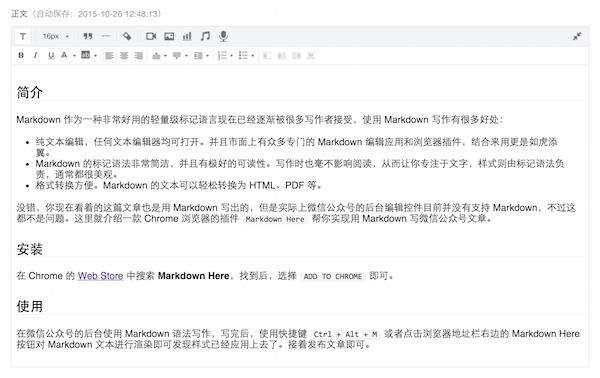 正文（自动保存：2015-10-26 12:48:13）
T 16px
B I U A ab
简介
Markdown 作为一种非常好用的轻量级标记语言现在已经逐渐被很多写作者接受，使用 Markdown 写作有很多好处：
• 纯文本编辑，任何文本编辑器均可打开。并且市面上有众多专门的 Markdown 编辑应用和浏览器插件，结合来用更是如虎添
翼。
• Markdown 的标记语法非常简洁，并且有极好的可读性。写作时也毫不影响阅读，从而让你专注于文字，样式则由标记语法负
责，通常都很美观。
• 格式转换方便。Markdown 的文本可以轻松转换为 HTML、PDF 等。
没错，你现在看着的这篇文章也是用 Markdown 写出的，但是实际上微信公众号的后台编辑控件目前并没有支持 Markdown，不过这
都不是问题。这里就介绍一款 Chrome 浏览器的插件 Markdown Here 帮你实现用 Markdown 写微信公众号文章。
安装
在 Chrome 的 Web Store 中搜索 Markdown Here，找到后，选择 ADD TO CHROME 即可。
使用
在微信公众号的后台使用 Markdown 语法写作，写完后，使用快捷键 Ctrl + Alt + M 或者点击浏览器地址栏右边的 Markdown Here
按钮对 Markdown 文本进行渲染即可发现样式已经应用上去了。接着发布文章即可。